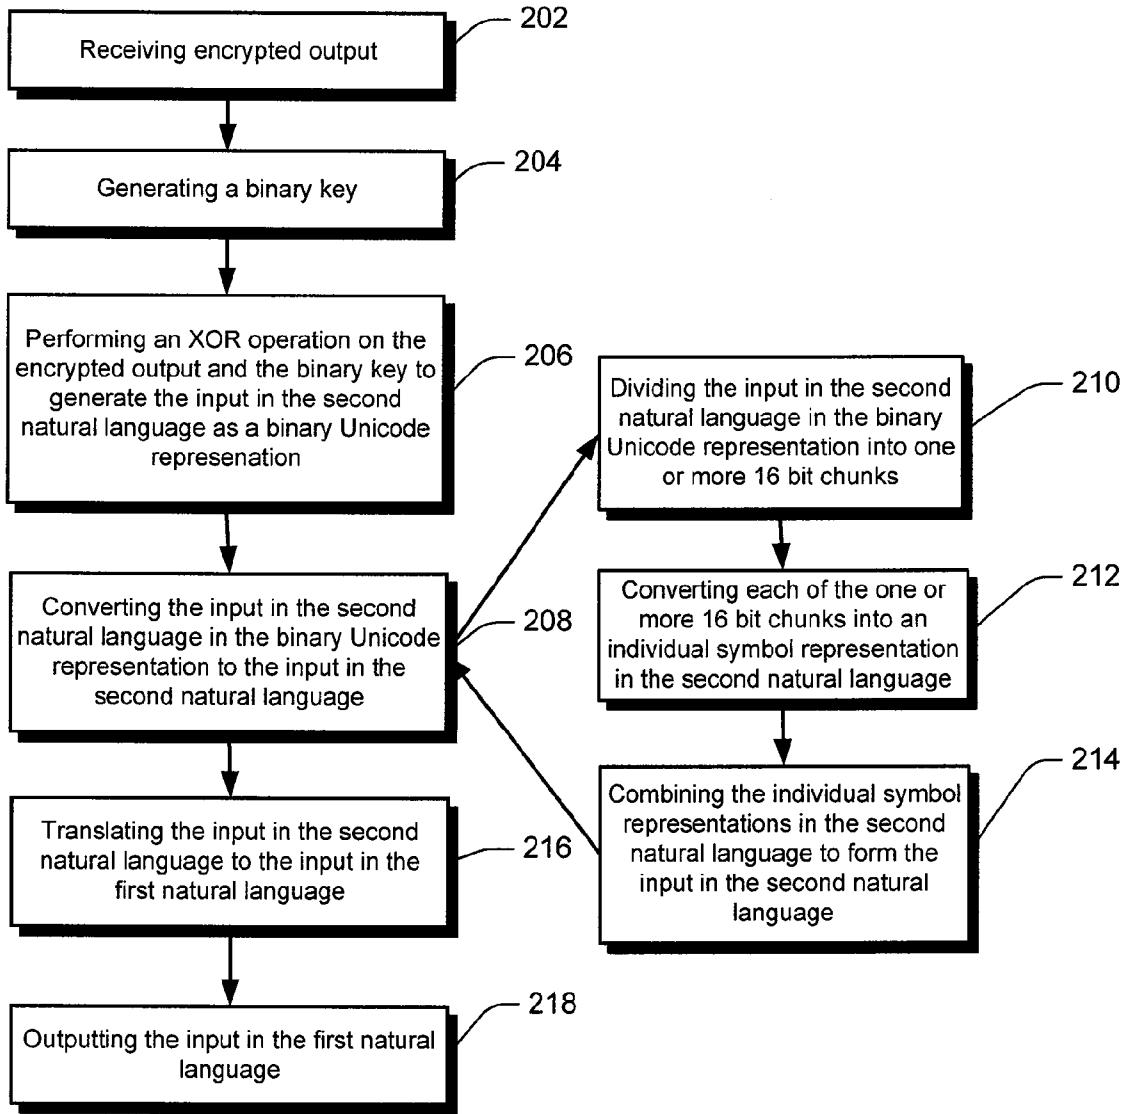 Receiving encrypted output
202
Generating a binary key
204
Performing an XOR operation on the
encrypted output and the binary key to
generate the input in the second
natural language as a binary Unicode
represenation
206
Converting the input in the second
natural language in the binary Unicode
representation to the input in the
second natural language
208
Dividing the input in the second
natural language in the binary
Unicode representation into one
or more 16 bit chunks
210
Converting each of the one or
more 16 bit chunks into an
individual symbol representation
in the second natural language
212
Combining the individual symbol
representations in the second
natural language to form the
input in the second natural
language
214
Translating the input in the second
natural language to the input in the
first natural language
216
Outputting the input in the first natural
language
218